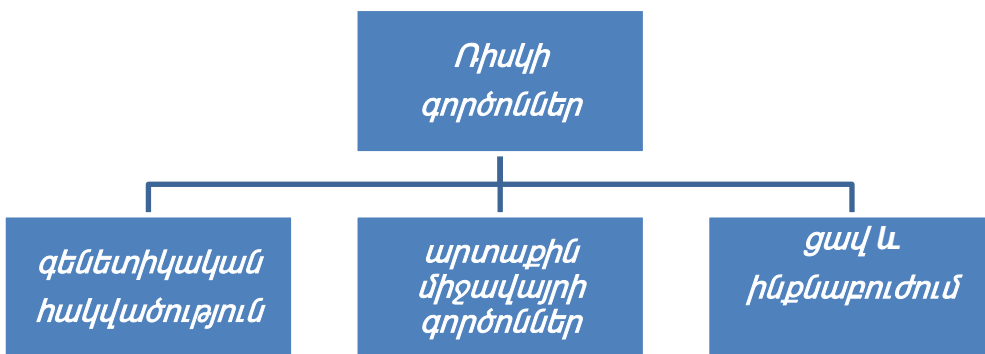 Ռիսկի
գործոններ
գենետիկական
հակվածություն
արտաքին
միջավայրի
գործոններ
ցավ և
ինքնաբուժում